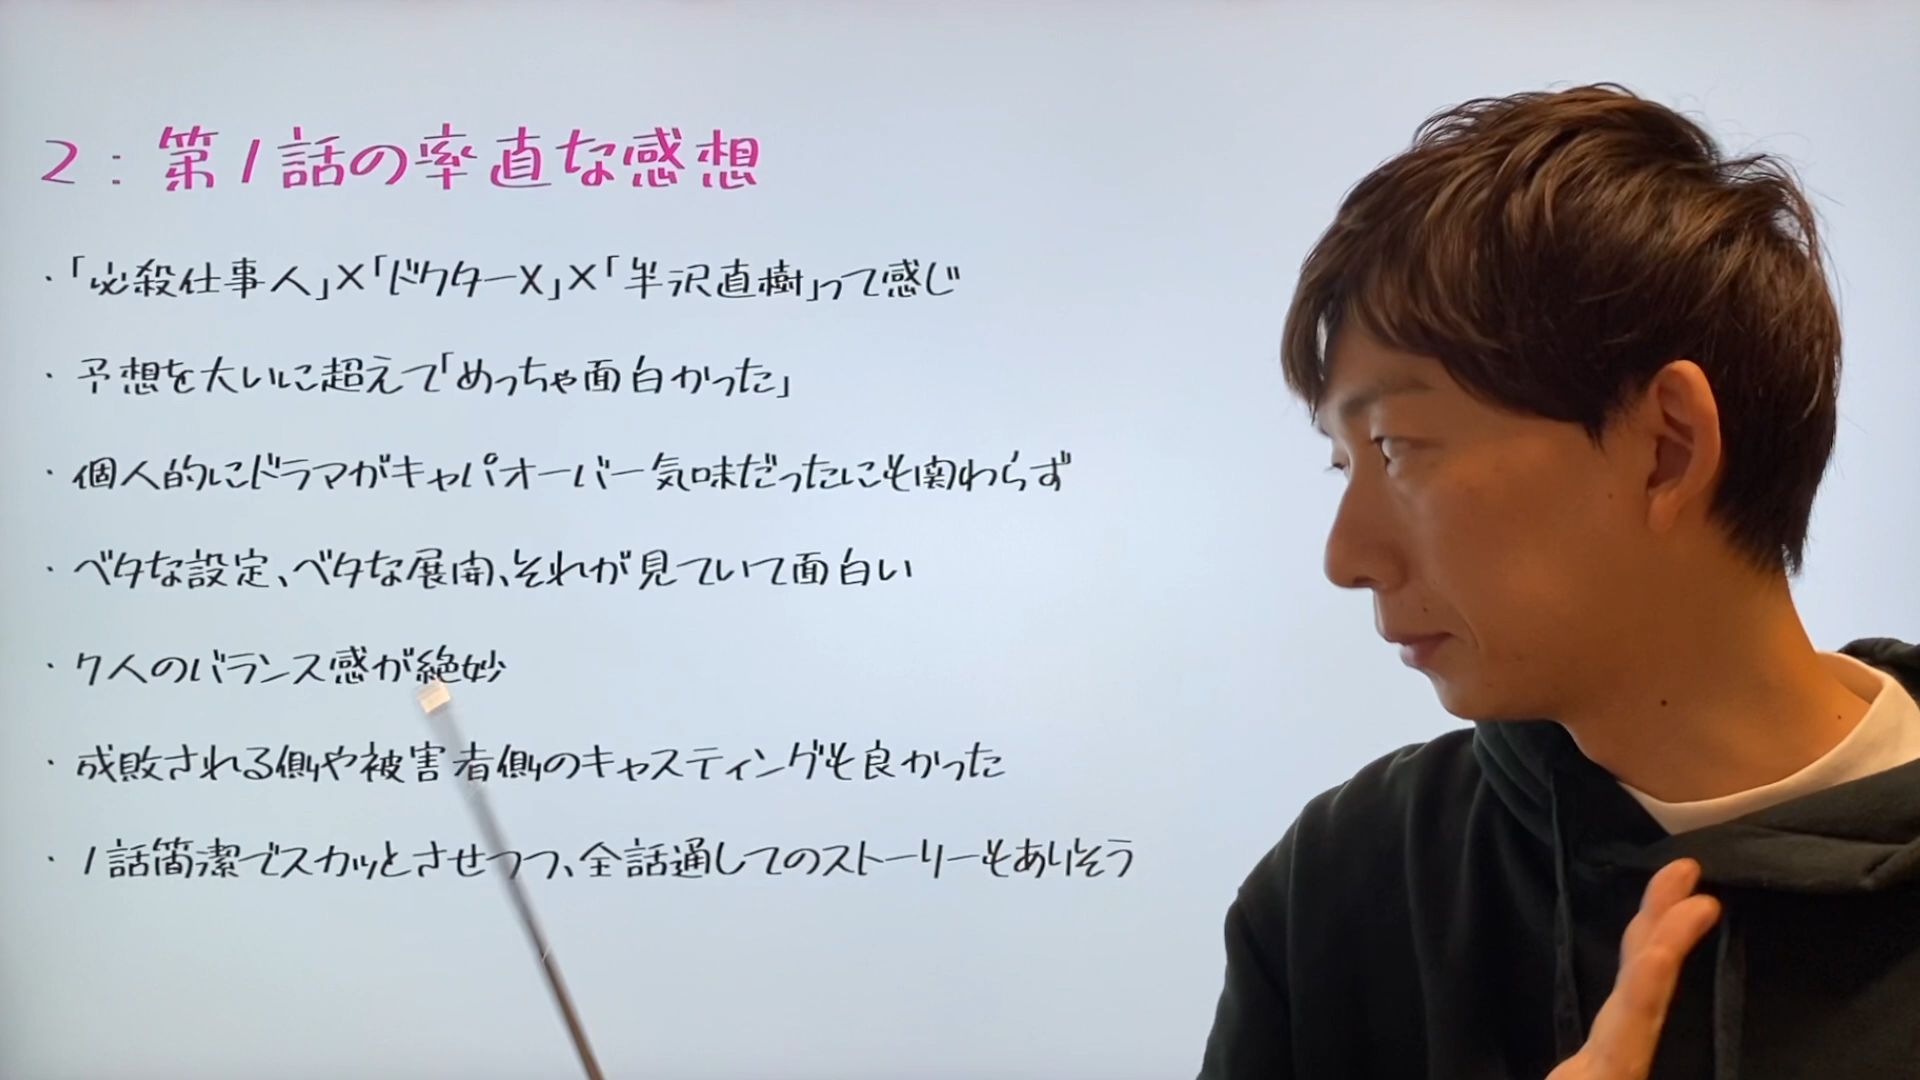 2：第1話の率直な感想
・「必殺仕事人」×「ドクターX」×「半沢直樹」って感じ
・予想を大いに超えて「めっちゃ面白かった」
・個人的にドラマがキャパオーバー気味だったにも関わらず
・ベタな設定、ベタな展開、それが見ていて面白い
・7人のバランス感が絶妙
・成敗される側や被害者側のキャスティングも良かった
・1話簡潔でスカッとさせつつ、全話通してのストーリーもありそう